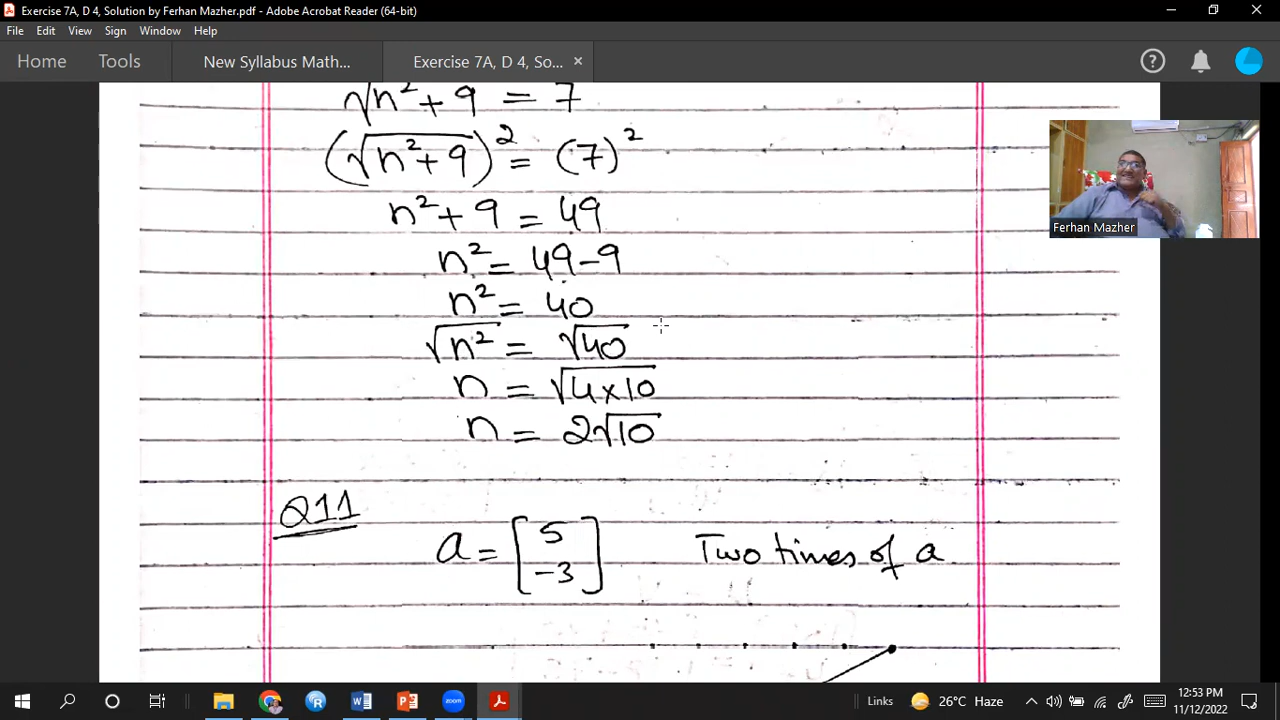 Exercise 7A, D 4, Solution by Ferhan Mazher.pdf - Adobe Acrobat Reader (64-bit)
File Edit View Sign Window Help
Home Tools New Syllabus Math... Exercise 7A, D 4, So... ×
√n²+9 = 7
(√n²+9)² = (7)²
n²+9 = 49
n² = 49-9
n² = 40
√n² = √40
n = √4×10
n = 2√10
Ferhan Mazher
Q11
a = [5 -3] Two times of a
Links 26°C Haze 12:53 PM
11/12/2022